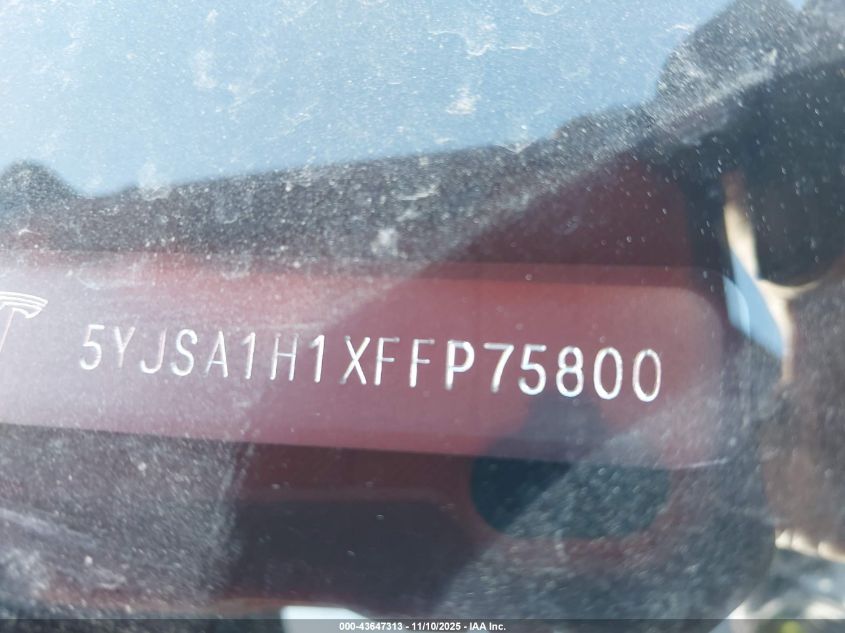 5YJSA1H1XFFP75800
000-43647313 - 11/10/2025 - IAA Inc.